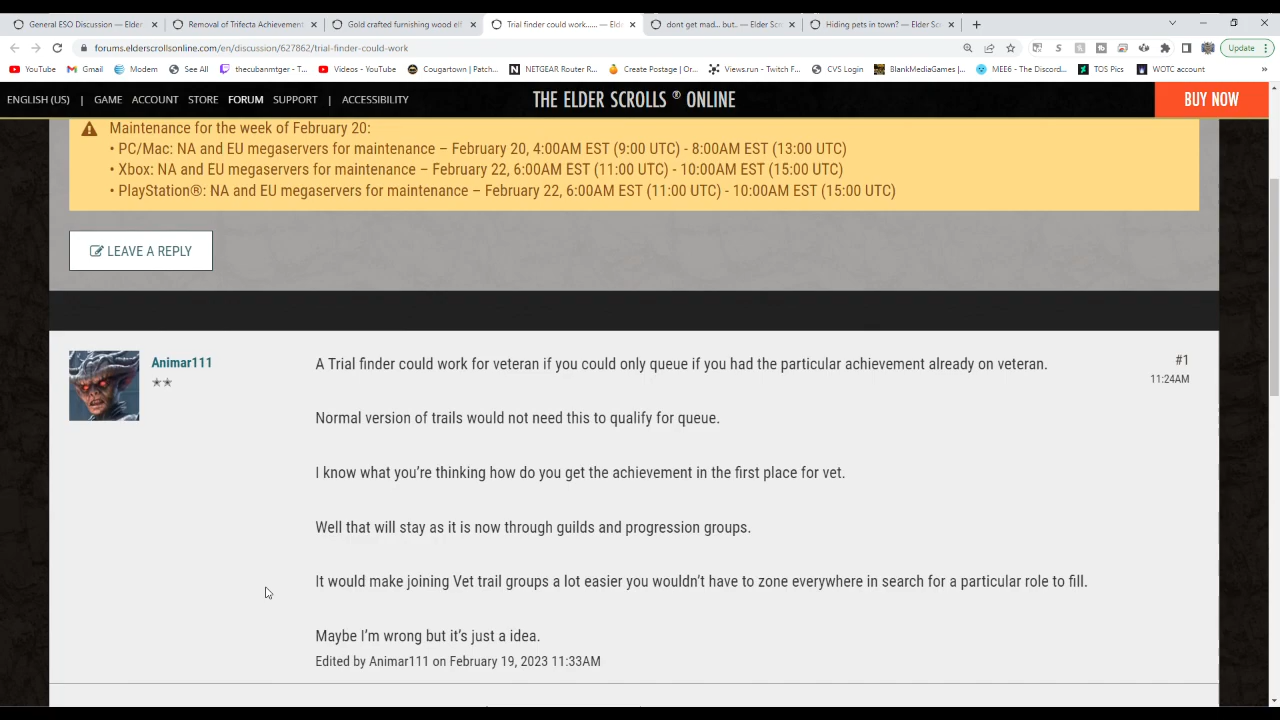 General ESO Discussion — Elder
Removal of Trifecta Achievement
Gold crafted furnishing wood elf
Trial finder could work...... — Eld
dont get mad... but.. — Elder Scr
Hiding pets in town? — Elder Scr
forums.elderscrollsonline.com/en/discussion/627862/trial-finder-could-work
Update
YouTube
Gmail
Modem
See All
thecubanmtger - T...
Videos - YouTube
Cougartown | Patch...
NETGEAR Router R...
Create Postage | Or...
Views.run - Twitch F...
CVS Login
BlankMediaGames |...
MEE6 - The Discord...
TOS Pics
WOTC account
ENGLISH (US) | GAME ACCOUNT STORE FORUM SUPPORT | ACCESSIBILITY
THE ELDER SCROLLS ® ONLINE
BUY NOW
Maintenance for the week of February 20:
• PC/Mac: NA and EU megaservers for maintenance – February 20, 4:00AM EST (9:00 UTC) - 8:00AM EST (13:00 UTC)
• Xbox: NA and EU megaservers for maintenance – February 22, 6:00AM EST (11:00 UTC) - 10:00AM EST (15:00 UTC)
• PlayStation®: NA and EU megaservers for maintenance – February 22, 6:00AM EST (11:00 UTC) - 10:00AM EST (15:00 UTC)
LEAVE A REPLY
Animar111
#1
11:24AM
A Trial finder could work for veteran if you could only queue if you had the particular achievement already on veteran.
Normal version of trails would not need this to qualify for queue.
I know what you’re thinking how do you get the achievement in the first place for vet.
Well that will stay as it is now through guilds and progression groups.
It would make joining Vet trail groups a lot easier you wouldn’t have to zone everywhere in search for a particular role to fill.
Maybe I’m wrong but it’s just a idea.
Edited by Animar111 on February 19, 2023 11:33AM